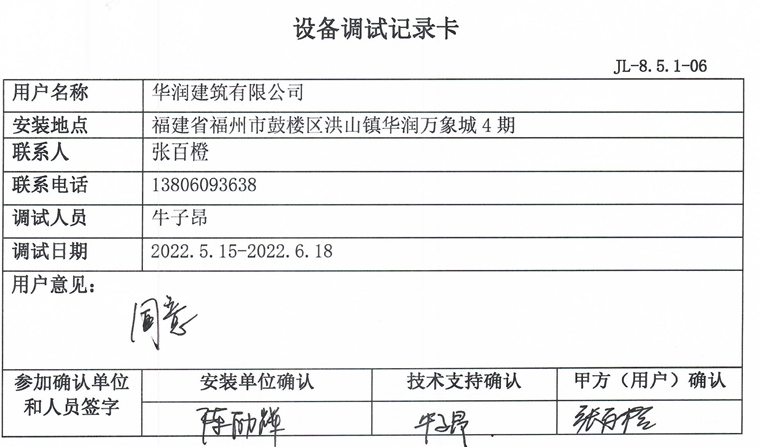 设备调试记录卡
JL-8.5.1-06
用户名称 华润建筑有限公司
安装地点 福建省福州市鼓楼区洪山镇华润万象城4期
联系人 张百橙
联系电话 13806093638
调试人员 牛子昂
调试日期 2022.5.15-2022.6.18
用户意见：
同意
参加确认单位和人员签字 安装单位确认 技术支持确认 甲方（用户）确认
陈励辉 牛子昂 张百橙